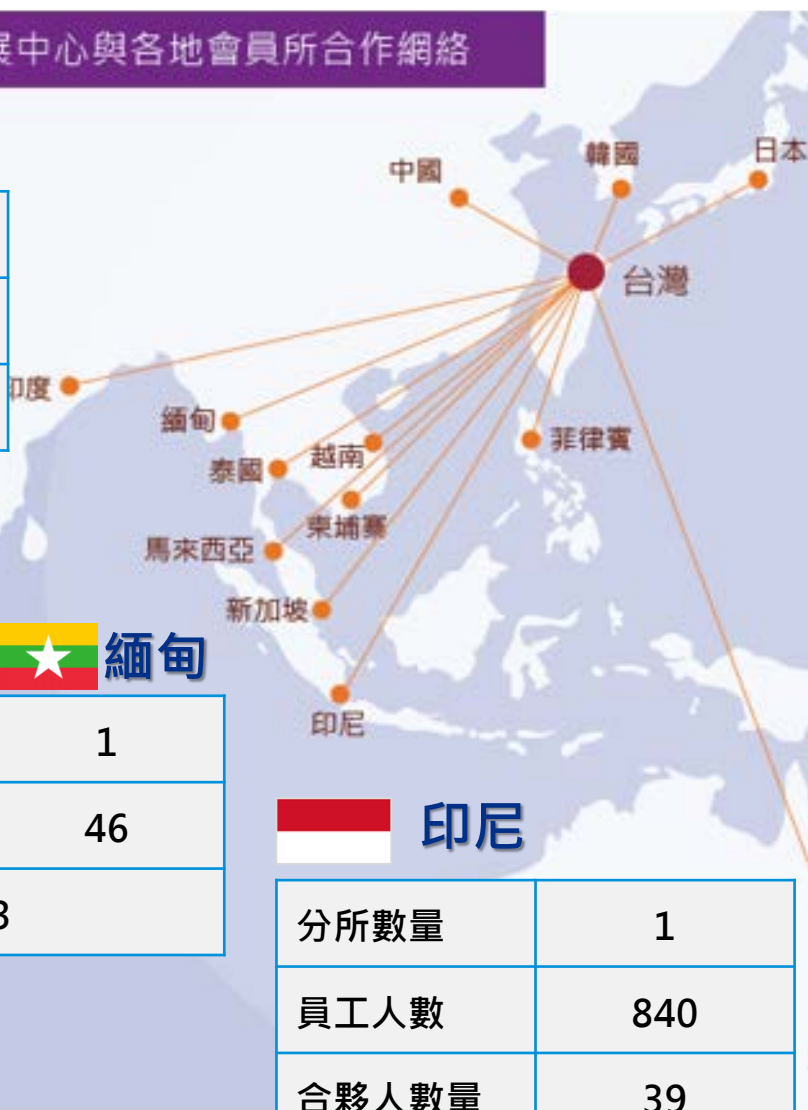 展中心與各地會員所合作網絡
中國
韓國
日本
台灣
印度
緬甸
泰國
越南
菲律賓
柬埔寨
馬來西亞
新加坡
印尼
緬甸
1
46
3
印尼
分所數量 1
員工人數 840
合夥人數量 39